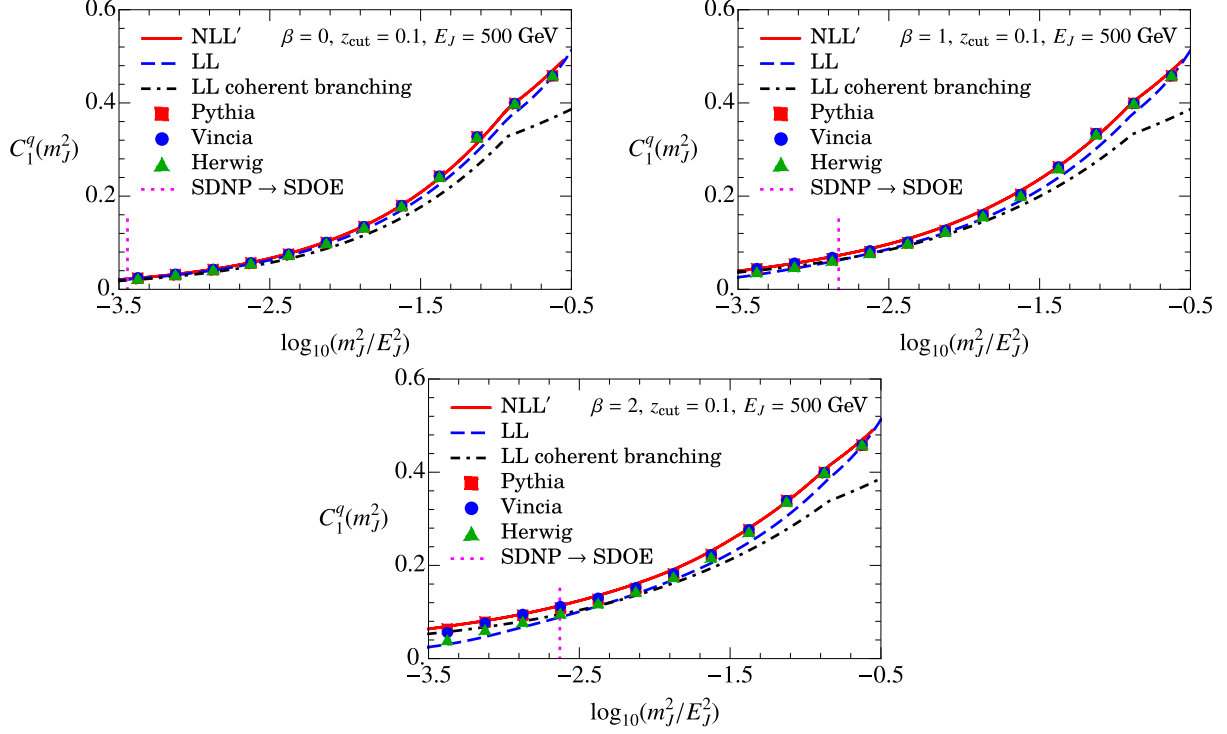 β = 0, z_cut = 0.1, E_J = 500 GeV
NLL′
LL
LL coherent branching
Pythia
Vincia
Herwig
SDNP → SDOE
C_1^q(m_J^2)
0.6
0.4
0.2
0.
−3.5 −2.5 −1.5 −0.5
log_10(m_J^2/E_J^2)
β = 1, z_cut = 0.1, E_J = 500 GeV
NLL′
LL
LL coherent branching
Pythia
Vincia
Herwig
SDNP → SDOE
C_1^q(m_J^2)
0.6
0.4
0.2
0.
−3.5 −2.5 −1.5 −0.5
log_10(m_J^2/E_J^2)
β = 2, z_cut = 0.1, E_J = 500 GeV
NLL′
LL
LL coherent branching
Pythia
Vincia
Herwig
SDNP → SDOE
C_1^q(m_J^2)
0.6
0.4
0.2
0.
−3.5 −2.5 −1.5 −0.5
log_10(m_J^2/E_J^2)